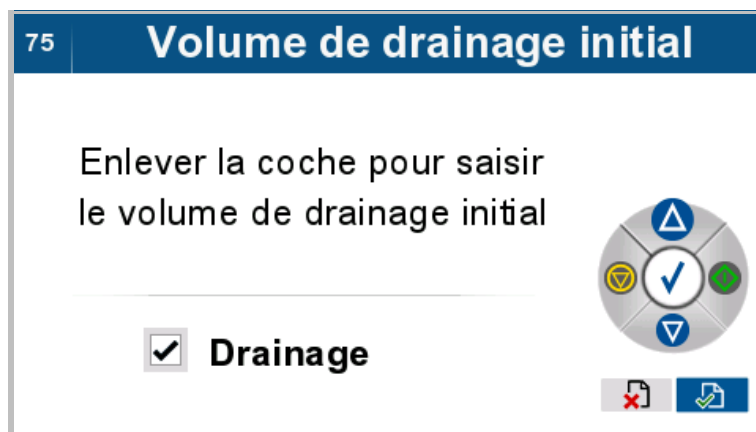 75
Volume de drainage initial
Enlever la coche pour saisir
le volume de drainage initial
Drainage